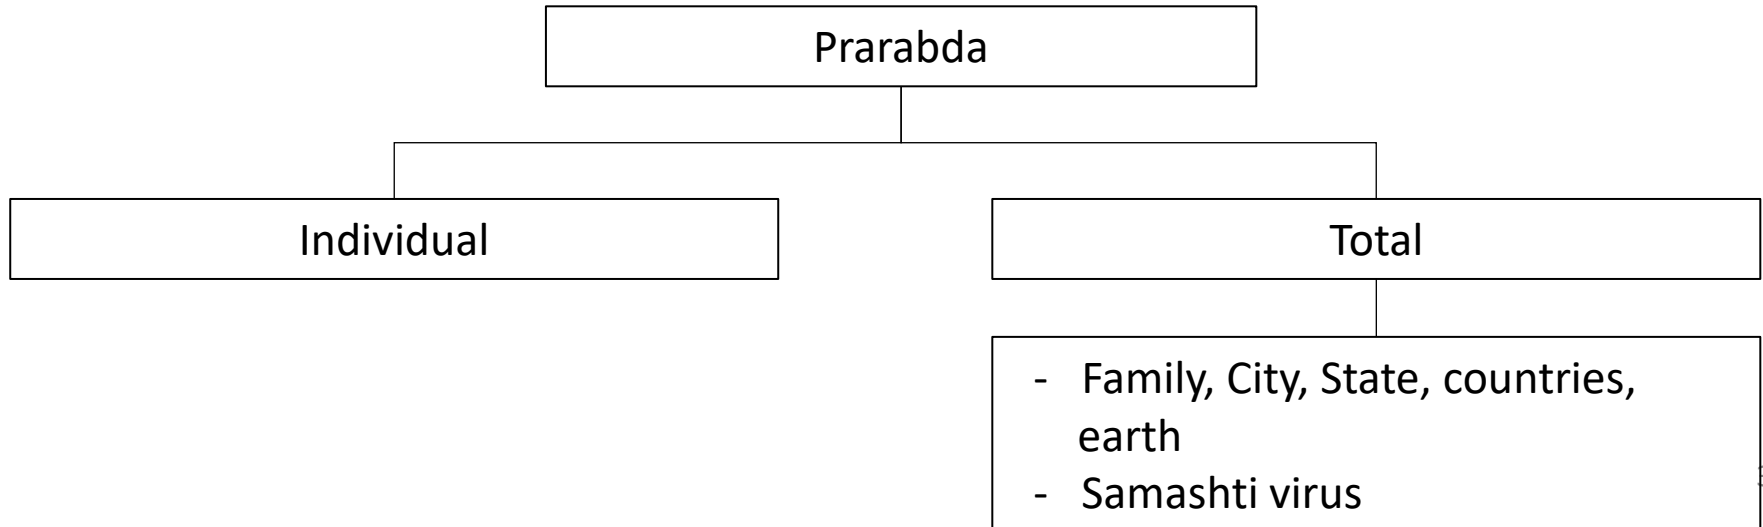 Prarabda
Individual
Total
- Family, City, State, countries,
earth
- Samashti virus